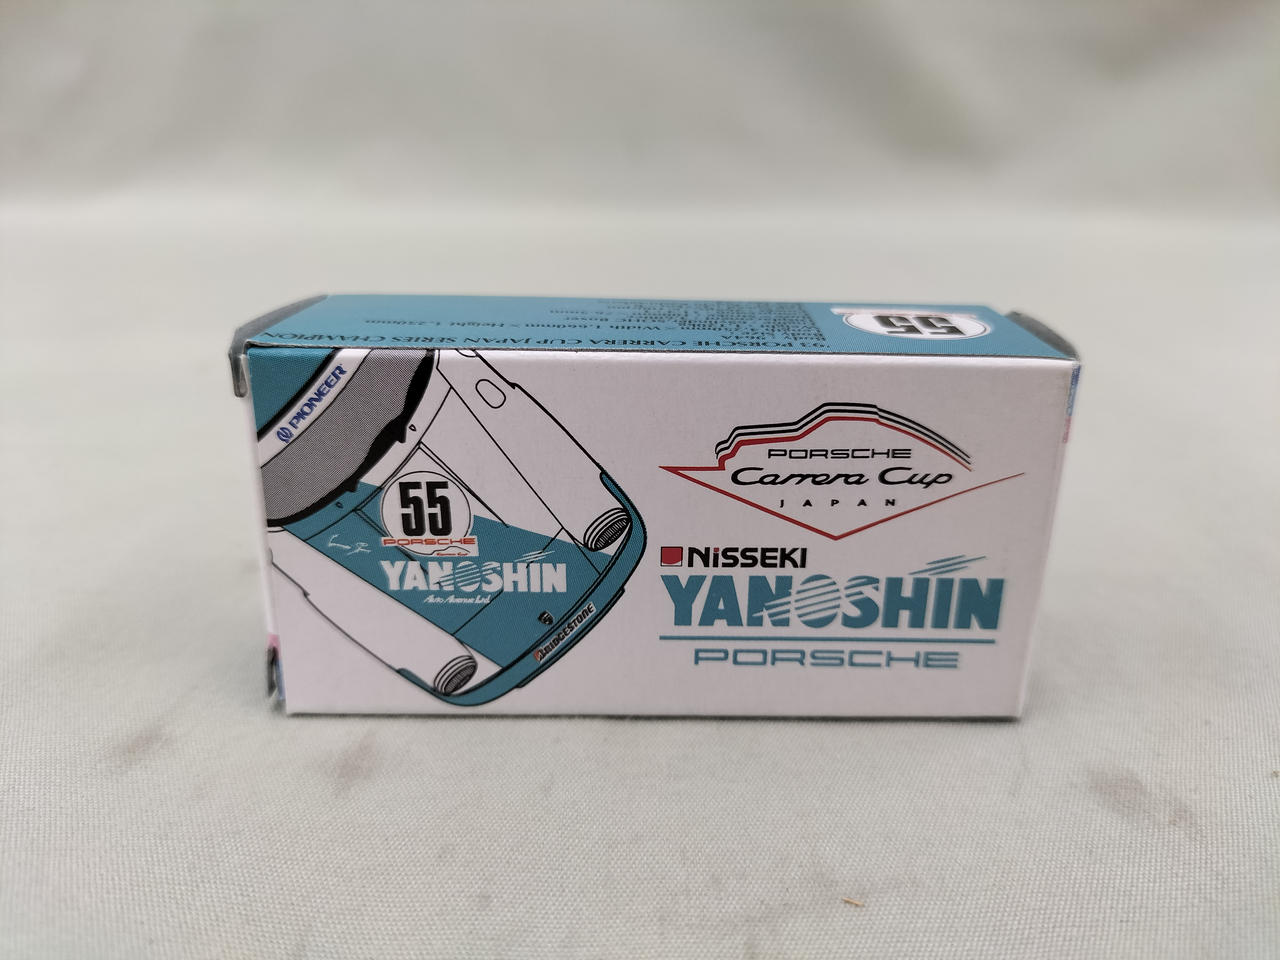 '93 PORSCHE CARRERA CUP JAPAN SERIES CHAMPION
55
PIONEER
55
PORSCHE
YANOSHIN
Auto Avenue Ltd.
BRIDGESTONE
PORSCHE
Carrera Cup
JAPAN
NiSSEKI
YANOSHIN
PORSCHE